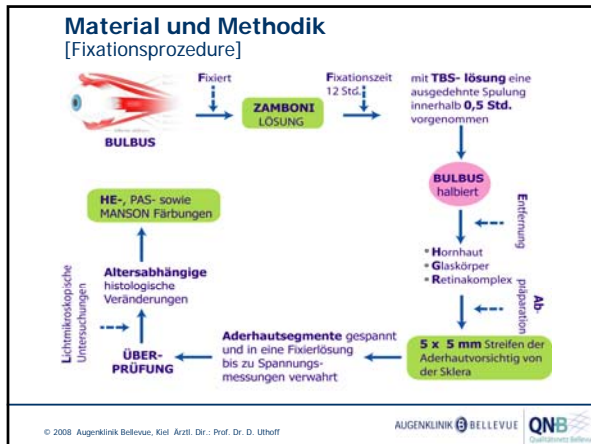 Material und Methodik
[Fixationsprozedure]
BULBUS
Fixiert
ZAMBONI
LÖSUNG
Fixationszeit
12 Std.
mit TBS- lösung eine
ausgedehnte Spulung
innerhalb 0,5 Std.
vorgenommen
BULBUS
halbiert
Entfernung
• Hornhaut
• Glaskörper
• Retinakomplex
Ab-
präparation
5 x 5 mm Streifen der
Aderhautvorsichtig von
der Sklera
Aderhautsegmente gespannt
und in eine Fixierlösung
bis zu Spannungs-
messungen verwahrt
ÜBER-
PRÜFUNG
Lichtmikroskopische
Untersuchungen
Altersabhängige
histologische
Veränderungen
HE-, PAS- sowie
MANSON Färbungen
© 2008 Augenklinik Bellevue, Kiel Ärztl. Dir.: Prof. Dr. D. Uthoff
AUGENKLINIK B BELLEVUE
QNB
Qualitätsnetz Bellevue